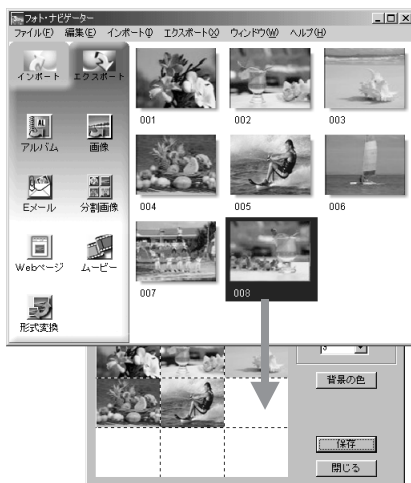 フォト・ナビゲーター
ファイル(F) 編集(E) インポート(I) エクスポート(X) ウィンドウ(W) ヘルプ(H)
インポート エクスポート
アルバム 画像
Eメール 分割画像
Webページ ムービー
形式変換
001 002 003
004 005 006
007 008
3
背景の色
保存
閉じる